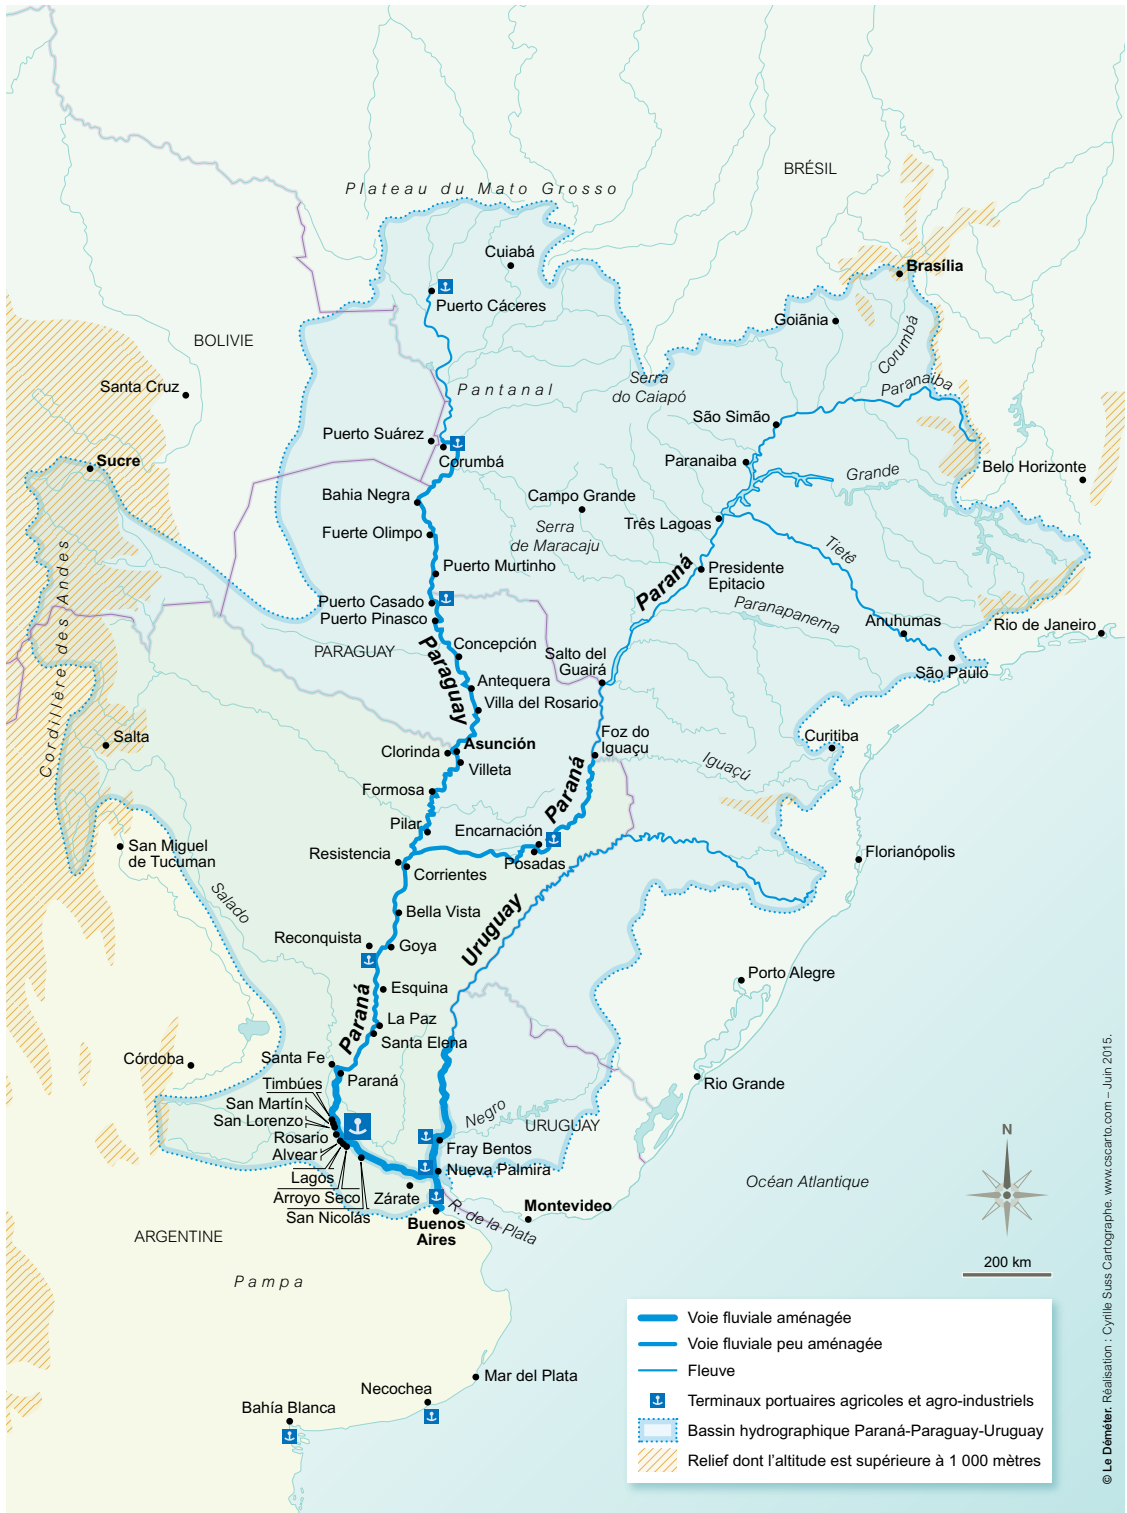 BRÉSIL
Plateau du Mato Grosso
Cuiabá
Brasília
Puerto Cáceres
Goiãnia
BOLIVIE
Corumbá
Pantanal
Serra
do Caiapó
Paranaiba
Santa Cruz
São Simão
Puerto Suárez
Corumbá
Sucre
Paranaiba
Grande
Belo Horizonte
Bahia Negra
Campo Grande
Três Lagoas
Fuerte Olimpo
Serra
de Maracaju
Tietê
Puerto Murtinho
Paraná
Presidente
Epitacio
Puerto Casado
Puerto Pinasco
Paranapanema
Anuhumas
Rio de Janeiro
Cordillère des Andes
PARAGUAY
Paraguay
Concepción
Salto del
Guairá
São Paulo
Antequera
Villa del Rosario
Salta
Clorinda
Asunción
Villeta
Foz do
Iguaçu
Iguaçú
Curitiba
Formosa
Paraná
Pilar
Encarnación
San Miguel
de Tucuman
Resistencia
Corrientes
Posadas
Florianópolis
Salado
Bella Vista
Uruguay
Reconquista
Goya
Porto Alegre
Esquina
Paraná
La Paz
Santa Elena
Córdoba
Santa Fe
Paraná
Rio Grande
Timbúes
San Martín
San Lorenzo
Rosario
Alvear
Lagos
Arroyo Seco
San Nicolás
Negro
URUGUAY
Fray Bentos
Nueva Palmira
Zárate
Océan Atlantique
N
Buenos
Aires
R. de la Plata
Montevideo
ARGENTINE
200 km
Pampa
Mar del Plata
Necochea
Bahía Blanca
Voie fluviale aménagée
Voie fluviale peu aménagée
Fleuve
Terminaux portuaires agricoles et agro-industriels
Bassin hydrographique Paraná-Paraguay-Uruguay
Relief dont l'altitude est supérieure à 1 000 mètres
© Le Déméter. Réalisation : Cyrille Suss Cartographe. www.cscarto.com – Juin 2015.